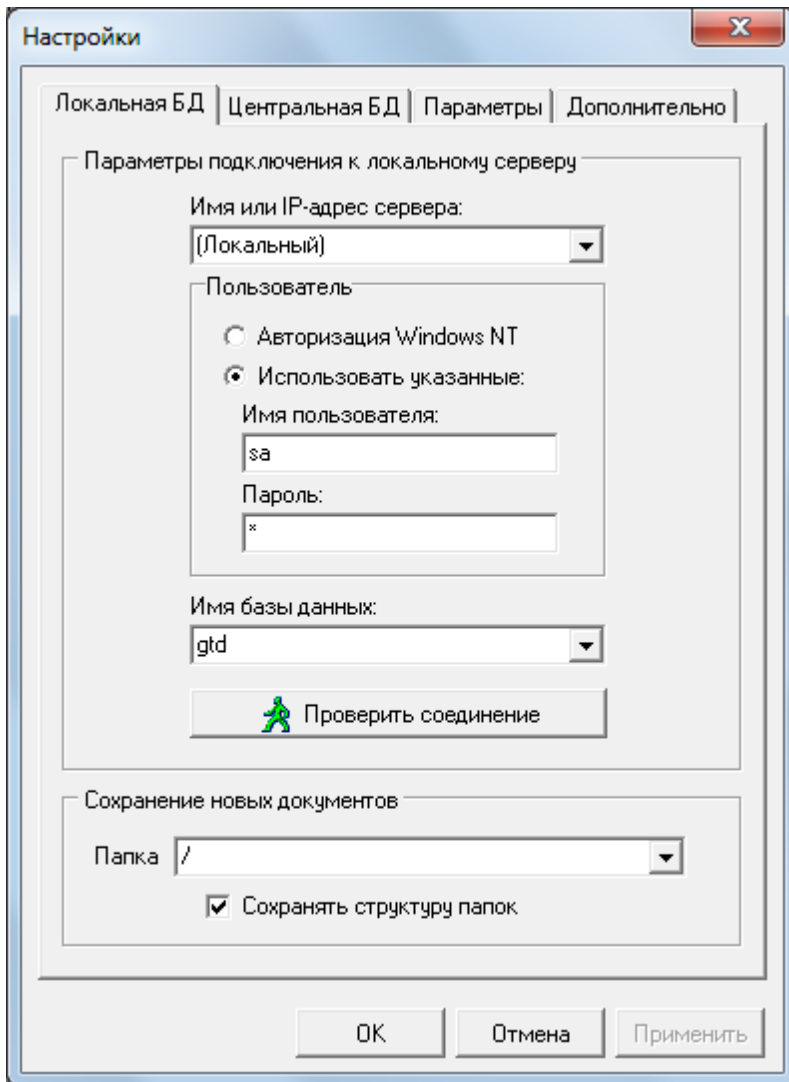 Настройки
Локальная БД Центральная БД Параметры Дополнительно
Параметры подключения к локальному серверу
Имя или IP-адрес сервера:
(Локальный)
Пользователь
Авторизация Windows NT
Использовать указанные:
Имя пользователя:
sa
Пароль:
*
Имя базы данных:
gtd
Проверить соединение
Сохранение новых документов
Папка /
Сохранять структуру папок
OK Отмена Применить